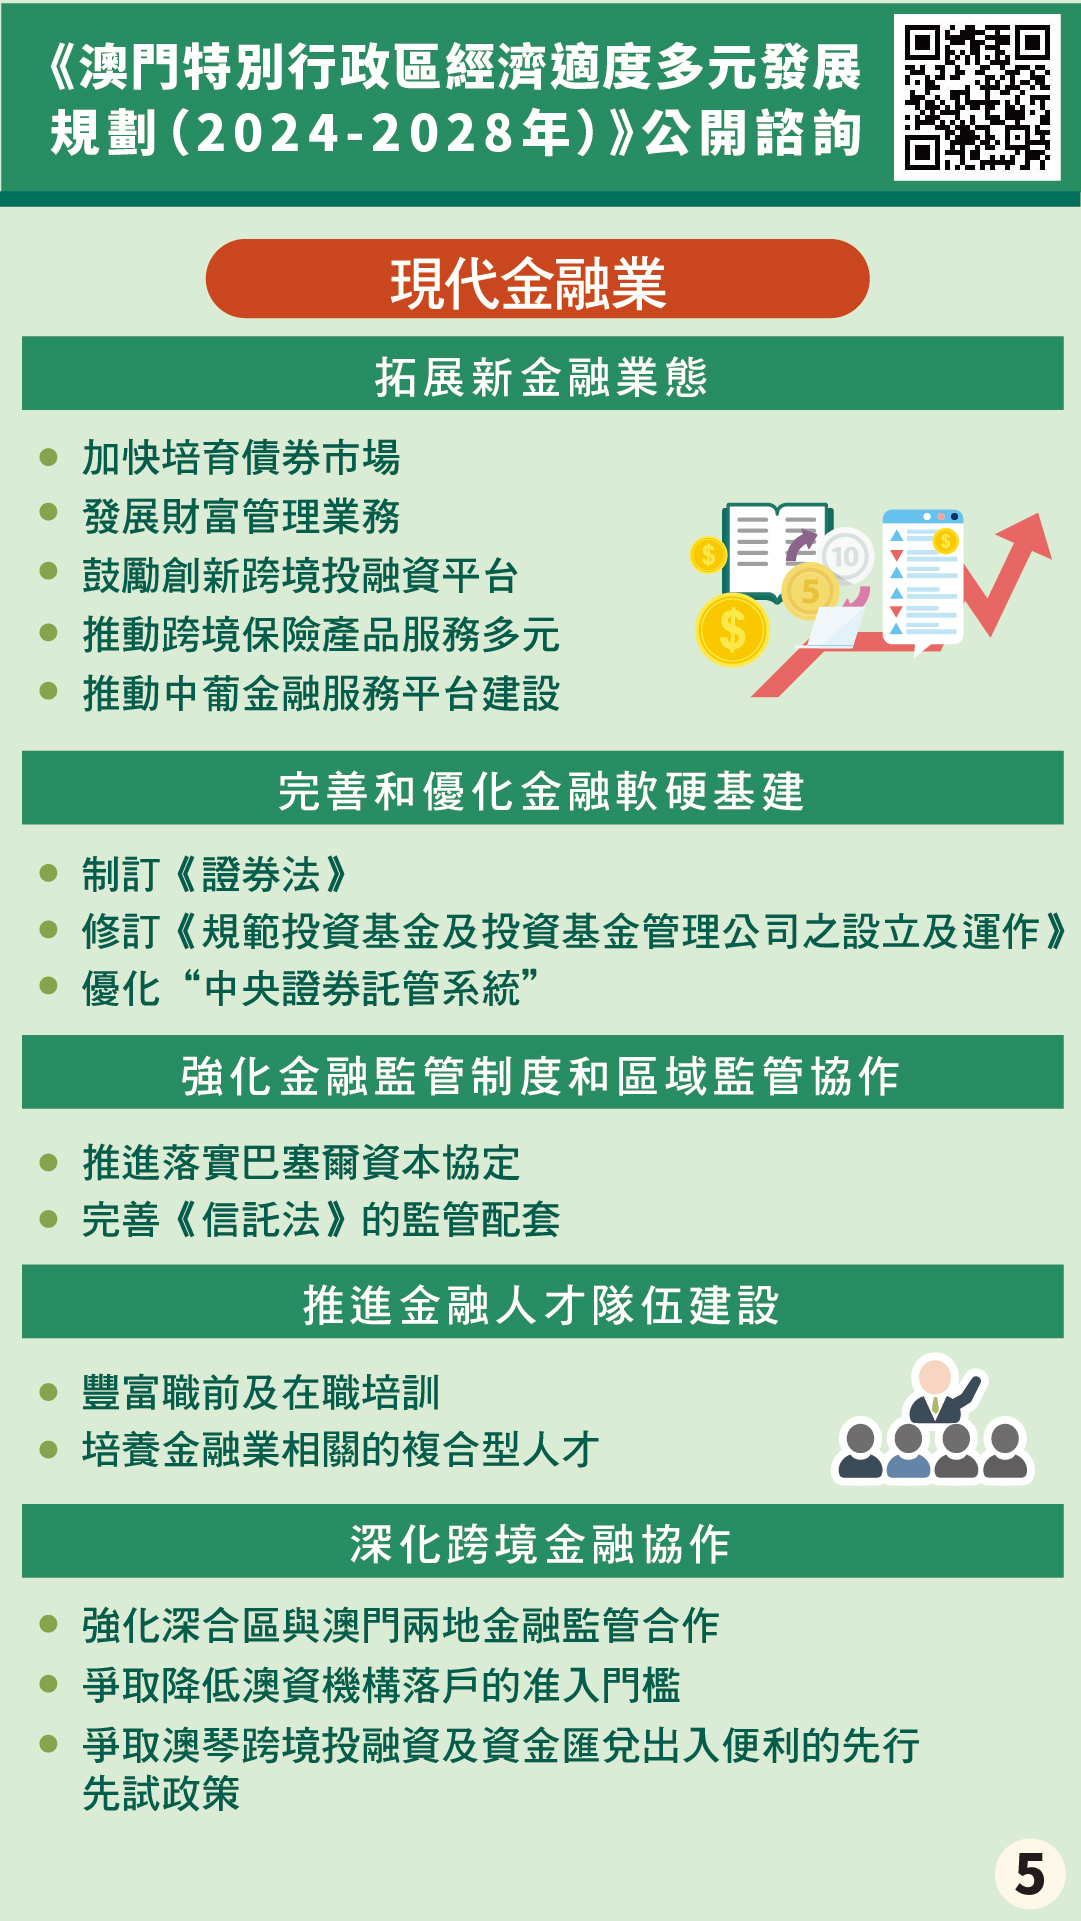 《澳門特別行政區經濟適度多元發展
規劃（2024-2028年）》公開諮詢
現代金融業
拓展新金融業態
加快培育債券市場
發展財富管理業務
鼓勵創新跨境投融資平台
推動跨境保險產品服務多元
推動中葡金融服務平台建設
$
$
5
10
$
完善和優化金融軟硬基建
制訂《證券法》
修訂《規範投資基金及投資基金管理公司之設立及運作》
優化“中央證券託管系統”
強化金融監管制度和區域監管協作
推進落實巴塞爾資本協定
完善《信託法》的監管配套
推進金融人才隊伍建設
豐富職前及在職培訓
培養金融業相關的複合型人才
深化跨境金融協作
強化深合區與澳門兩地金融監管合作
爭取降低澳資機構落戶的准入門檻
爭取澳琴跨境投融資及資金匯兌出入便利的先行
先試政策
5